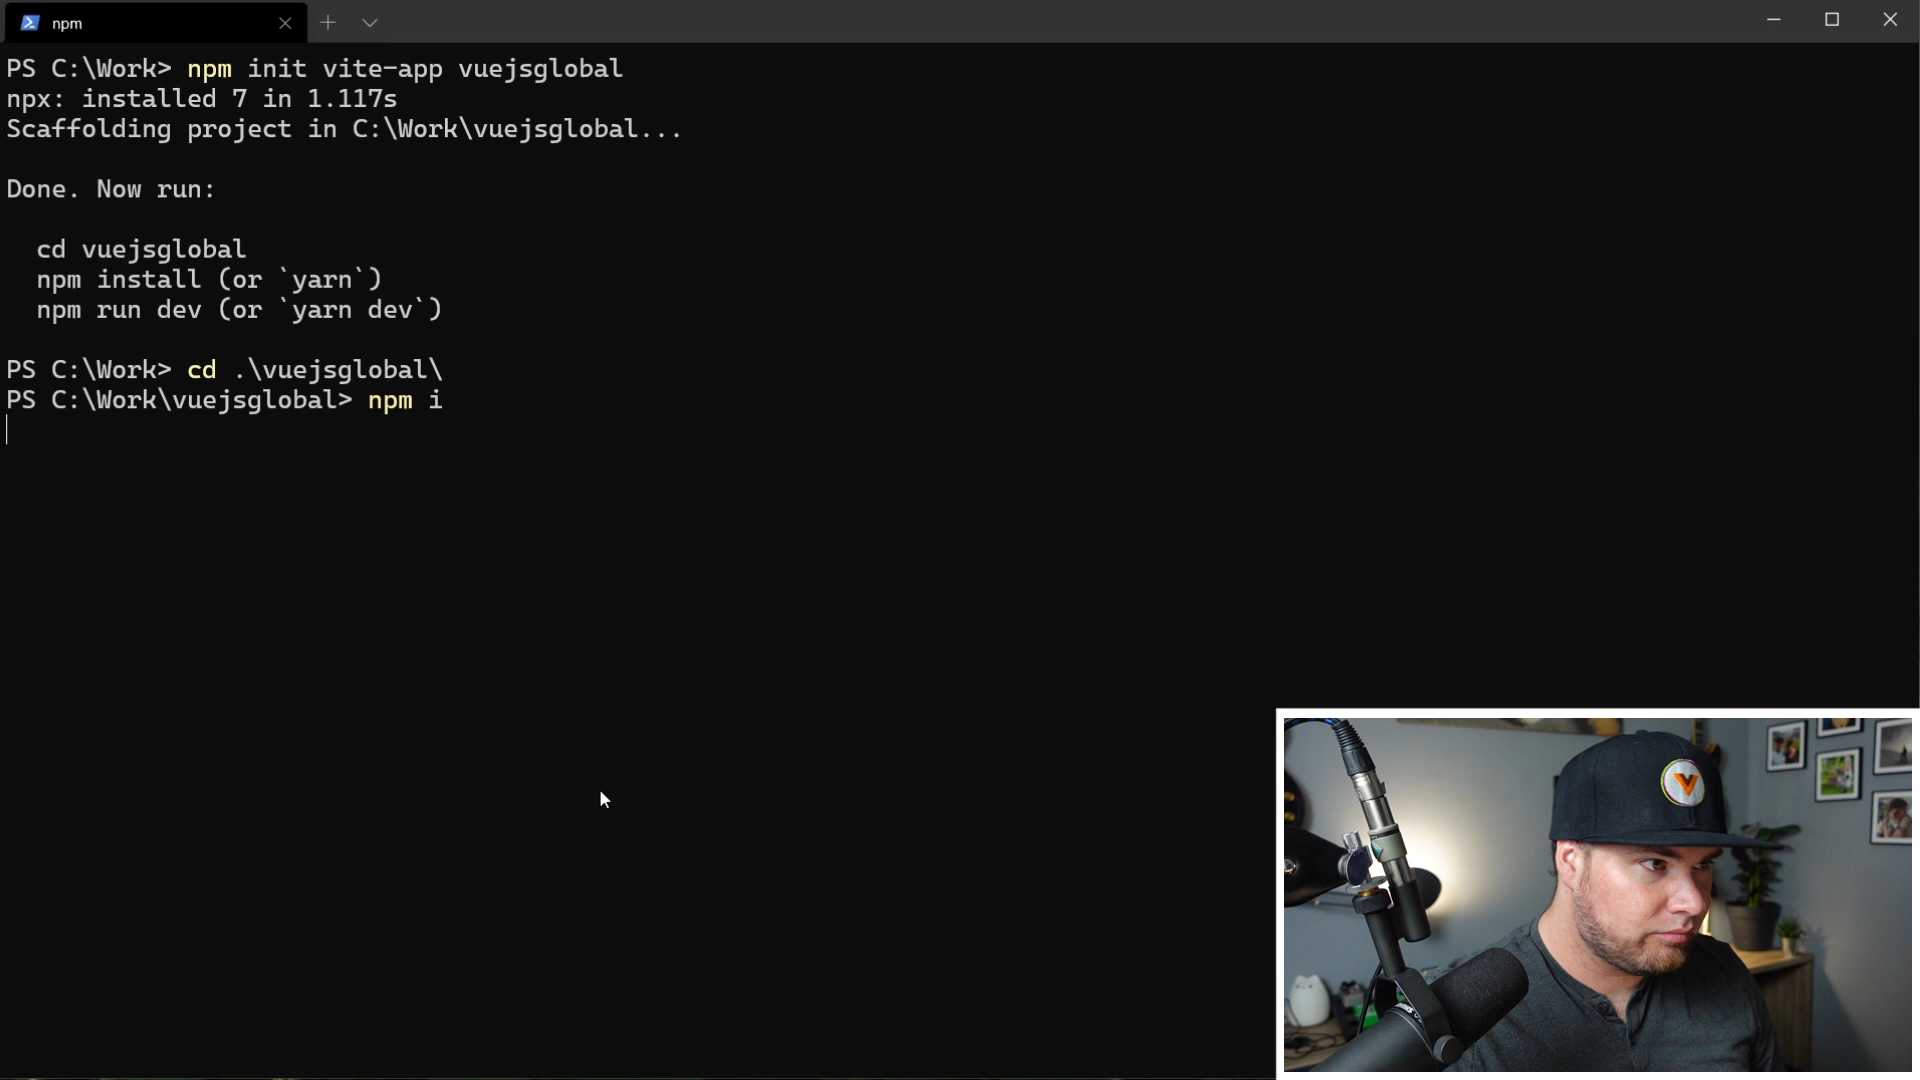 npm
PS C:\Work> npm init vite-app vuejsglobal
npx: installed 7 in 1.117s
Scaffolding project in C:\Work\vuejsglobal...
Done. Now run:
cd vuejsglobal
npm install (or `yarn`)
npm run dev (or `yarn dev`)
PS C:\Work> cd .\vuejsglobal\
PS C:\Work\vuejsglobal> npm i